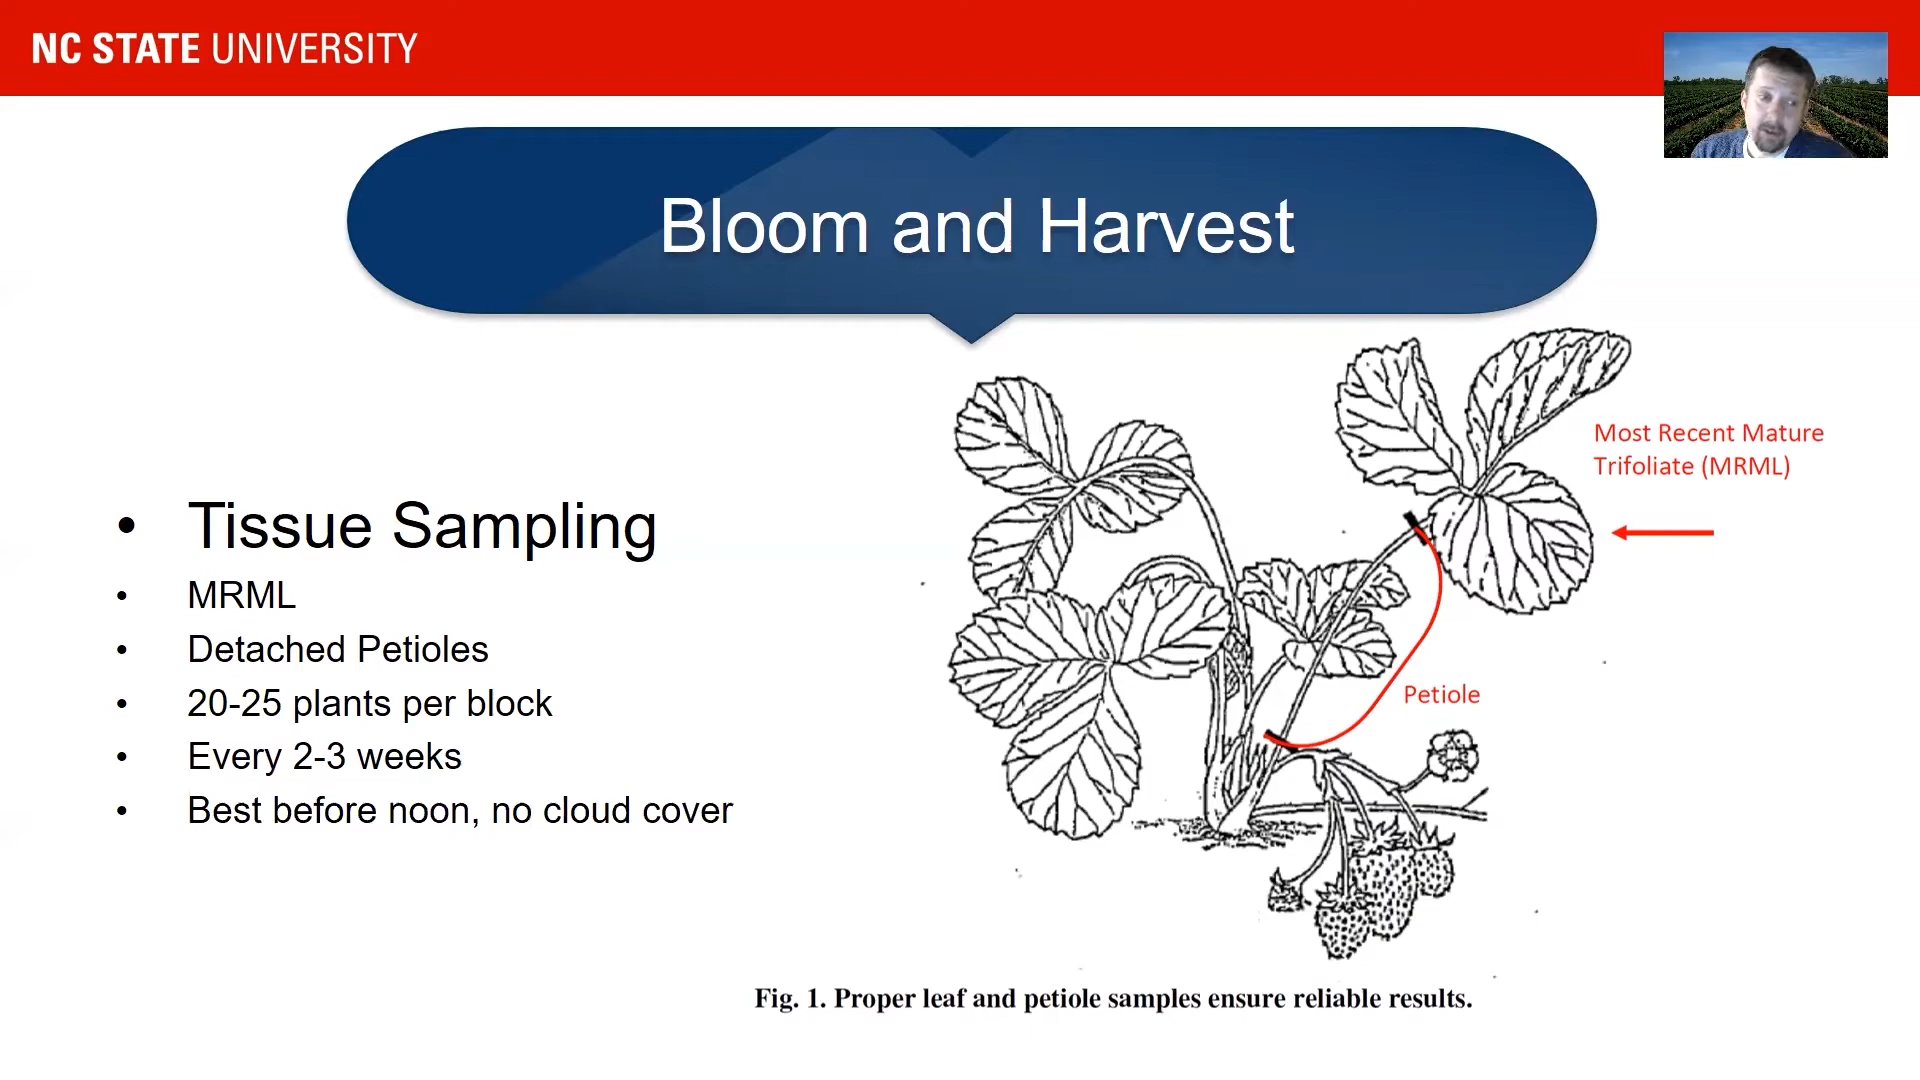 NC STATE UNIVERSITY
Bloom and Harvest
• Tissue Sampling
• MRML
• Detached Petioles
• 20-25 plants per block
• Every 2-3 weeks
• Best before noon, no cloud cover
Most Recent Mature
Trifoliate (MRML)
Petiole
Fig. 1. Proper leaf and petiole samples ensure reliable results.